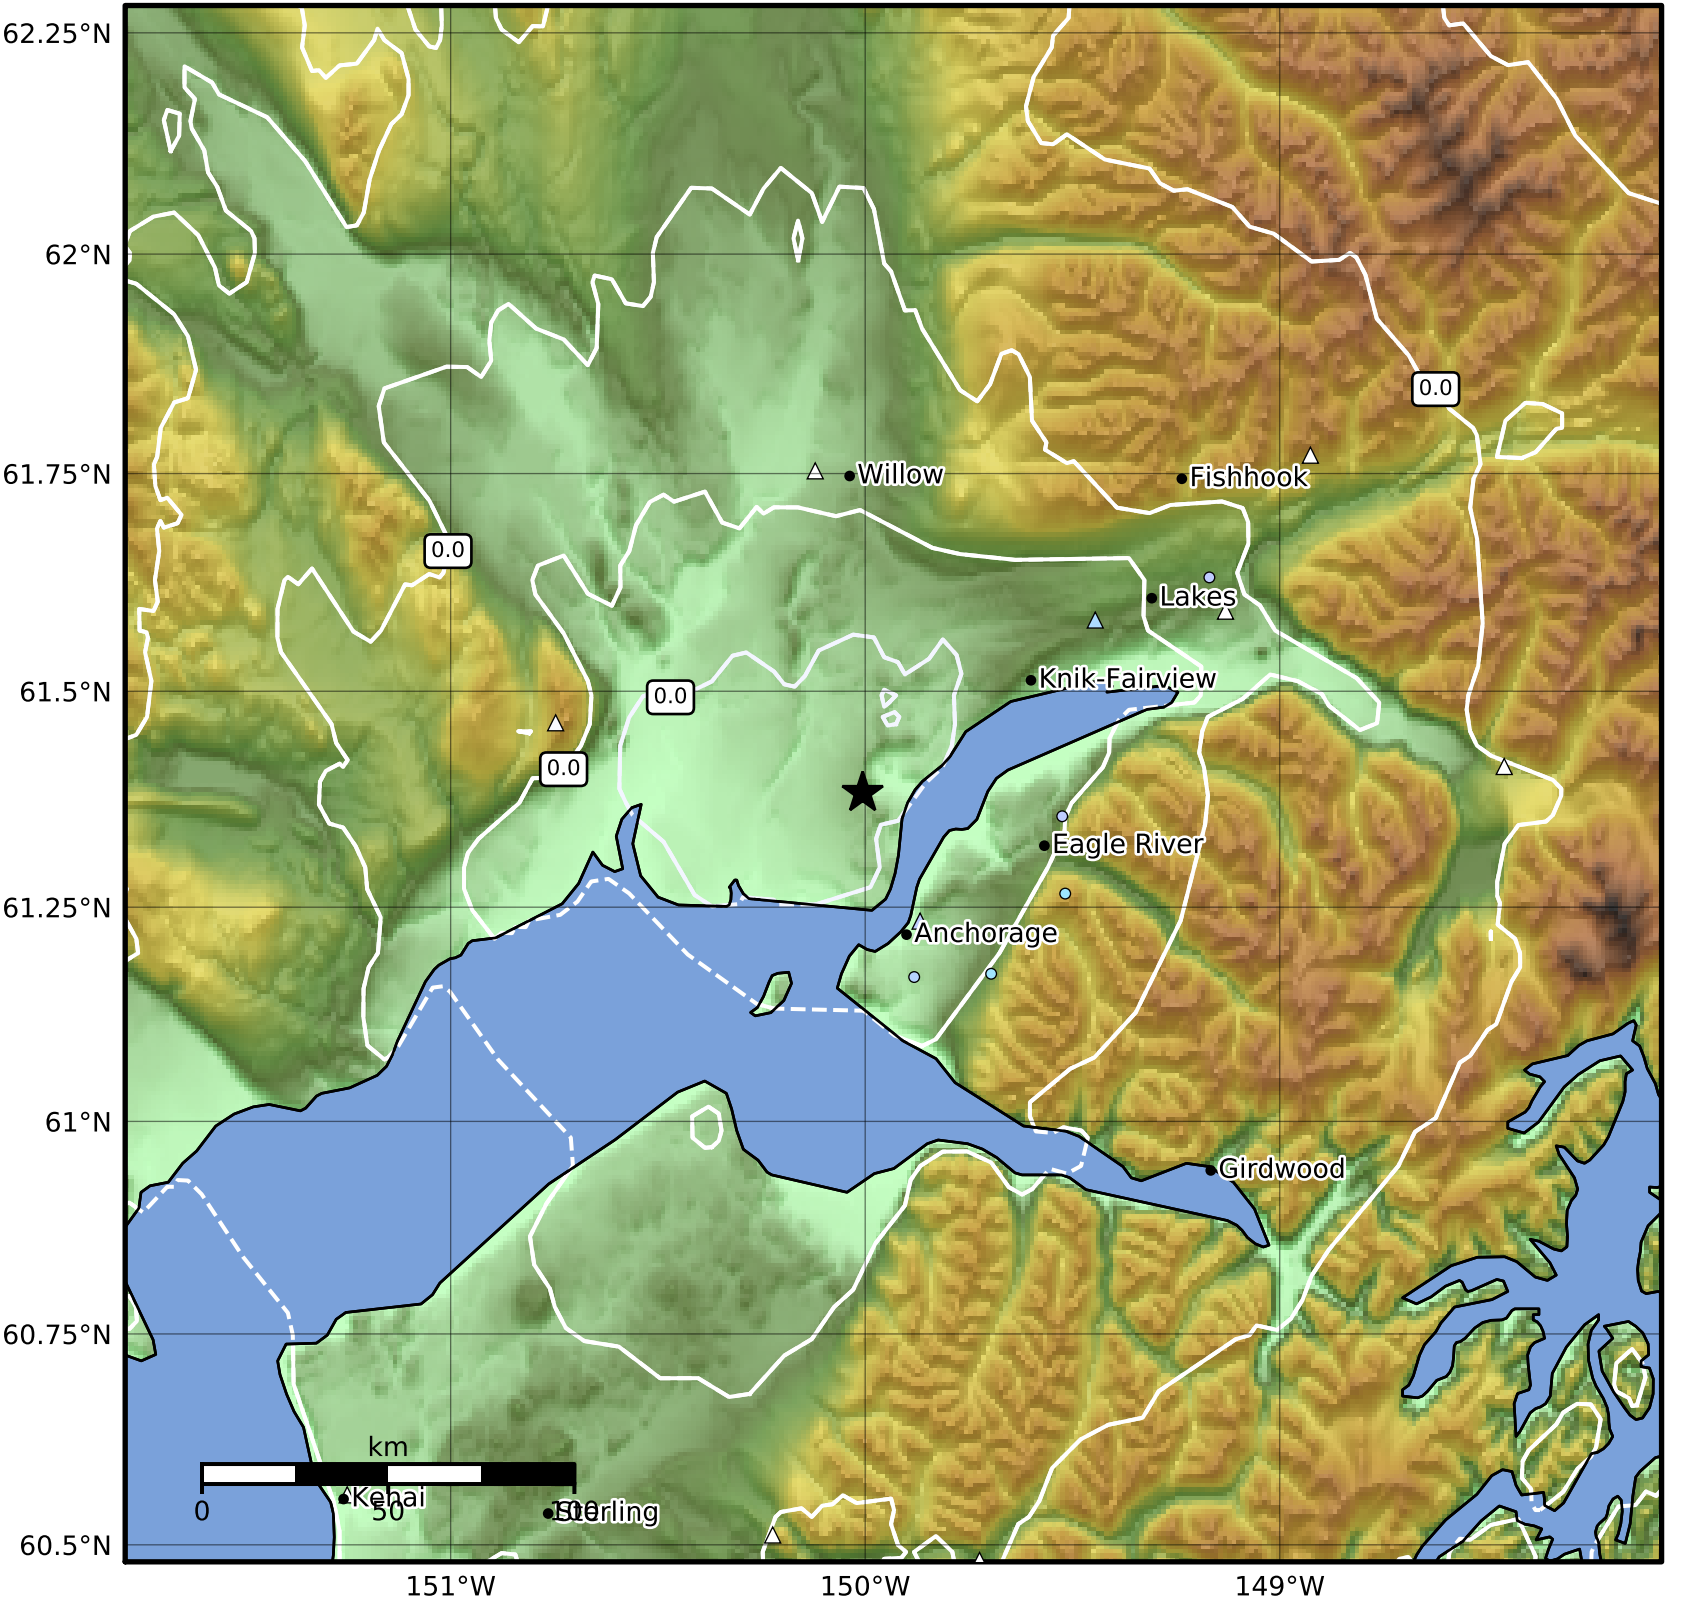 62.25°N
62°N
0.0
61.75°N
Willow
Fishhook
0.0
Lakes
61.5°N
Knik-Fairview
0.0
0.0
Eagle River
61.25°N
Anchorage
61°N
Girdwood
60.75°N
km
Kenai
0 50 100
Sterling
60.5°N
151°W 150°W 149°W